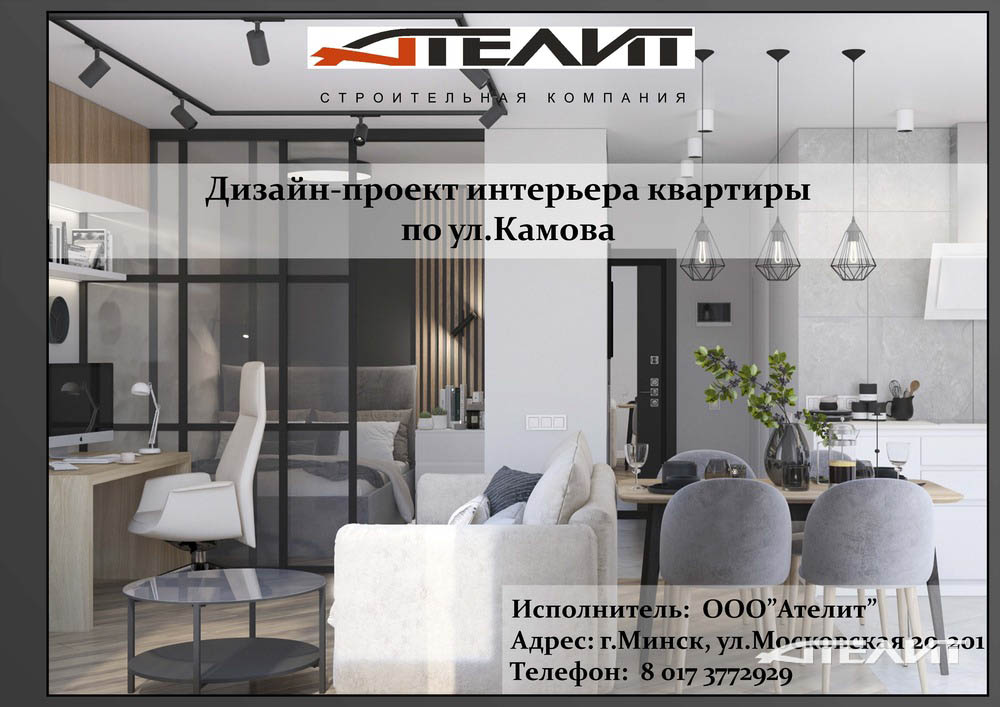 АТЕЛИТ
СТРОИТЕЛЬНАЯ КОМПАНИЯ
Дизайн-проект интерьера квартиры
по ул.Камова
Исполнитель: ООО”Ателит”
Адрес: г.Минск, ул.Московская 20-201
Телефон: 8 017 3772929
АТЕЛИТ